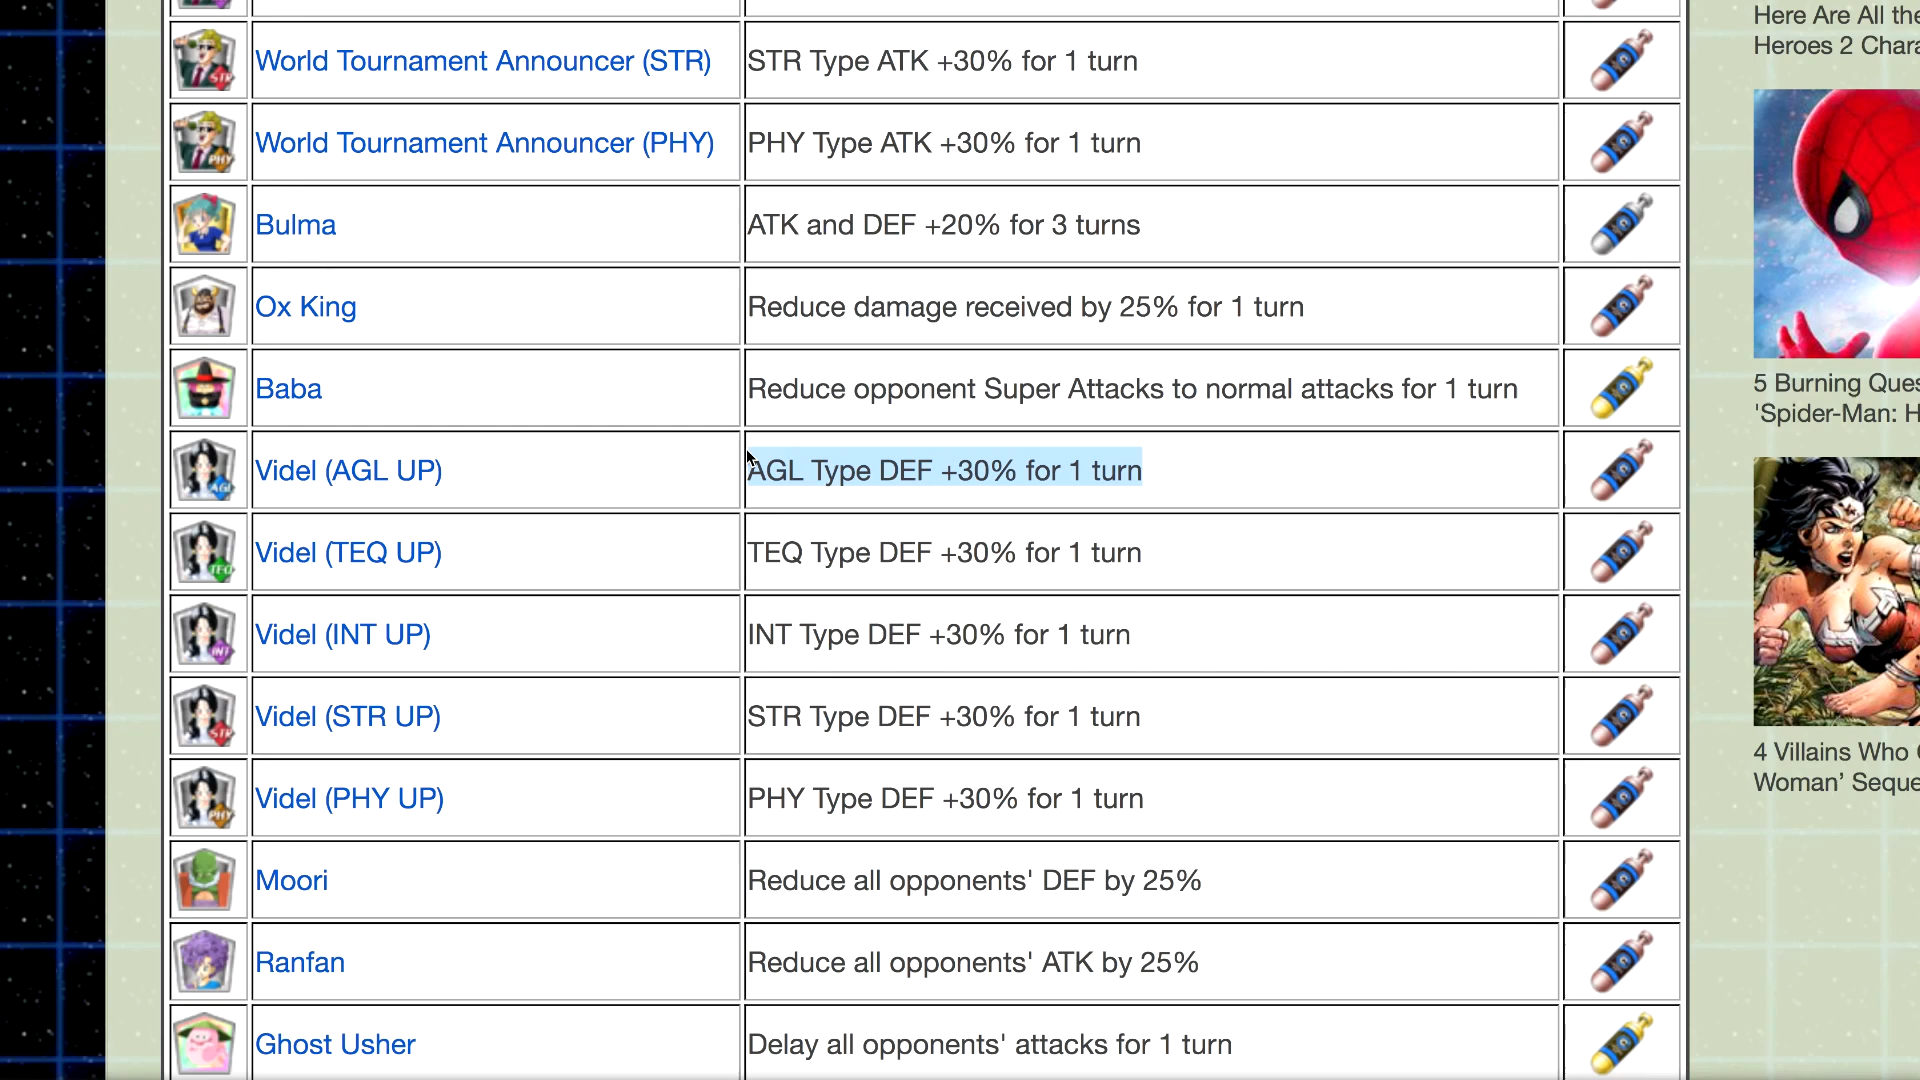 World Tournament Announcer (STR) STR Type ATK +30% for 1 turn
World Tournament Announcer (PHY) PHY Type ATK +30% for 1 turn
Bulma ATK and DEF +20% for 3 turns
Ox King Reduce damage received by 25% for 1 turn
Baba Reduce opponent Super Attacks to normal attacks for 1 turn
Videl (AGL UP) AGL Type DEF +30% for 1 turn
Videl (TEQ UP) TEQ Type DEF +30% for 1 turn
Videl (INT UP) INT Type DEF +30% for 1 turn
Videl (STR UP) STR Type DEF +30% for 1 turn
Videl (PHY UP) PHY Type DEF +30% for 1 turn
Moori Reduce all opponents' DEF by 25%
Ranfan Reduce all opponents' ATK by 25%
Ghost Usher Delay all opponents' attacks for 1 turn
STR
PHY
AGL
TEQ
INT
STR
PHY
Here Are All the
Heroes 2 Chara
5 Burning Ques
'Spider-Man: H
4 Villains Who
Woman’ Seque